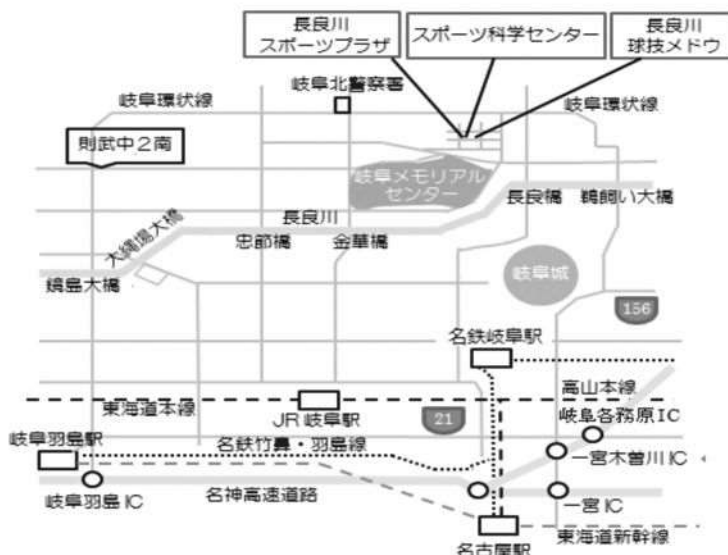 長良川
スポーツプラザ
スポーツ科学センター
長良川
球技メドウ
岐阜北警察署
岐阜環状線
岐阜環状線
則武中2南
岐阜メモリアル
センター
長良橋
鵜飼い大橋
長良川
大縄場大橋
忠節橋
金華橋
鏡島大橋
岐阜城
156
名鉄岐阜駅
高山本線
東海道本線
JR岐阜駅
21
岐阜各務原IC
岐阜羽島駅
名鉄竹鼻・羽島線
一宮木曽川IC
岐阜羽島IC
名神高速道路
一宮IC
名古屋駅
東海道新幹線